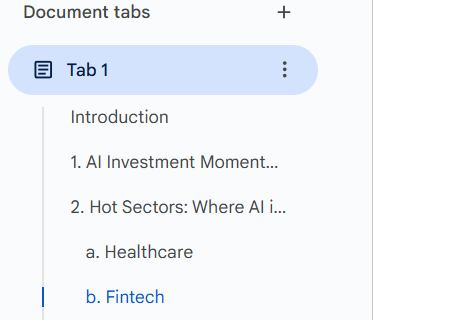 Document tabs
Tab 1
Introduction
1. AI Investment Moment...
2. Hot Sectors: Where AI i...
a. Healthcare
b. Fintech